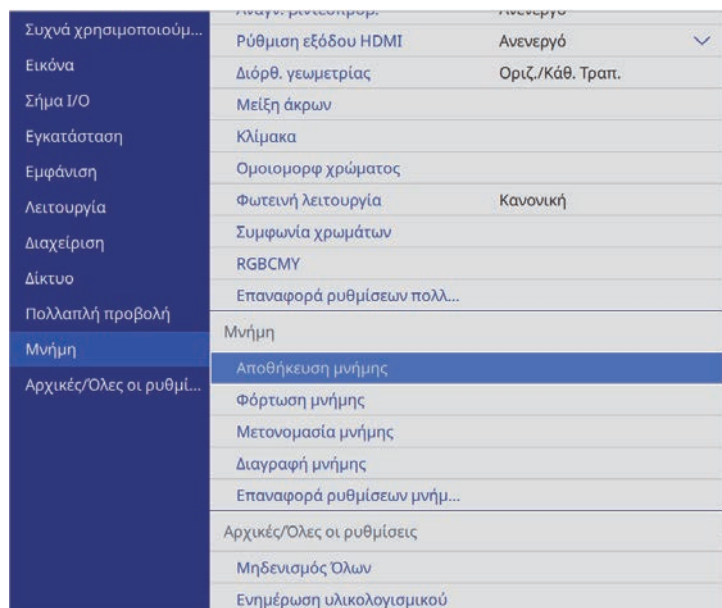 Συχνά χρησιμοποιούμ...
Εικόνα
Σήμα I/O
Εγκατάσταση
Εμφάνιση
Λειτουργία
Διαχείριση
Δίκτυο
Πολλαπλή προβολή
Μνήμη
Αρχικές/Όλες οι ρυθμί...
Ρύθμιση εξόδου HDMI Ανενεργό
Διόρθ. γεωμετρίας Οριζ./Κάθ. Τραπ.
Μείξη άκρων
Κλίμακα
Ομοιομορφ χρώματος
Φωτεινή λειτουργία Κανονική
Συμφωνία χρωμάτων
RGBCMY
Επαναφορά ρυθμίσεων πολλ...
Μνήμη
Αποθήκευση μνήμης
Φόρτωση μνήμης
Μετονομασία μνήμης
Διαγραφή μνήμης
Επαναφορά ρυθμίσεων μνήμ...
Αρχικές/Όλες οι ρυθμίσεις
Μηδενισμός Όλων
Ενημέρωση υλικολογισμικού